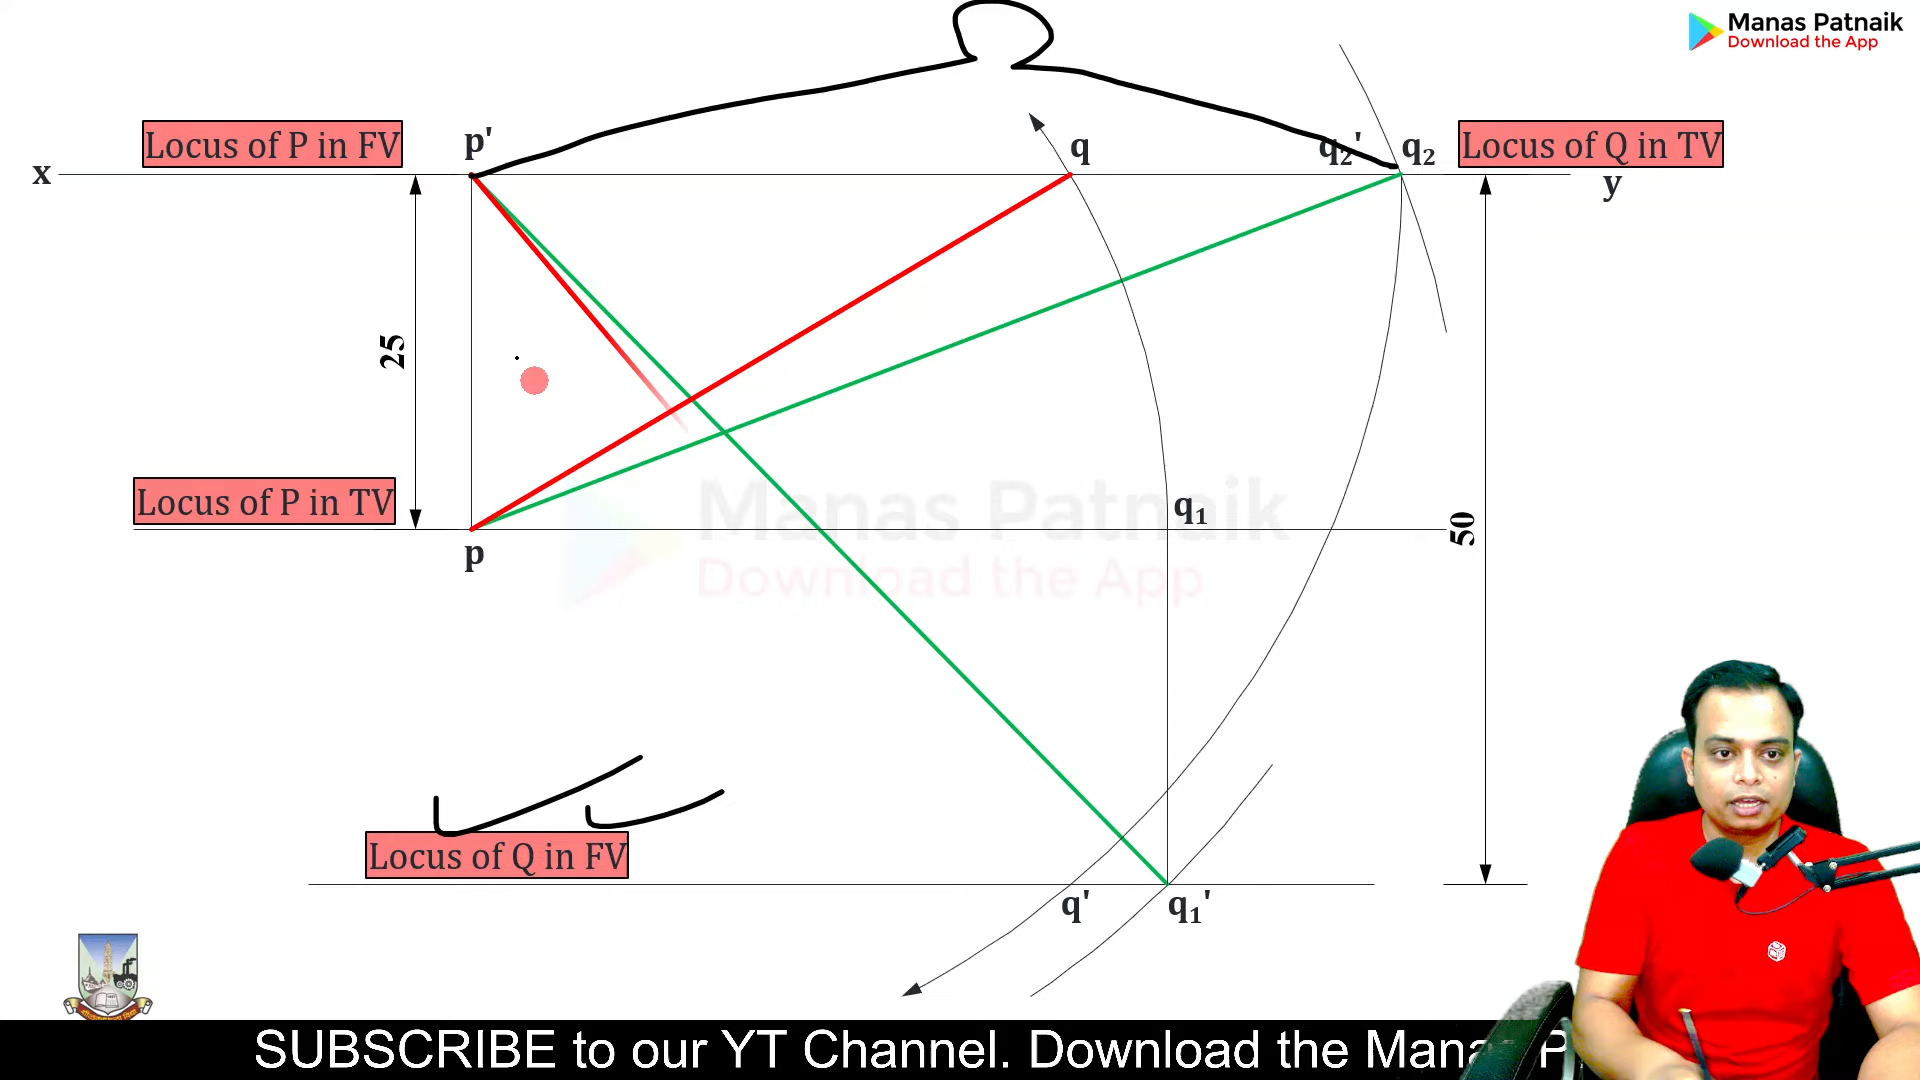 Manas Patnaik
Download the App
Locus of P in FV
p'
q
q₂'
q₂
Locus of Q in TV
x
y
25
Locus of P in TV
p
q₁
50
Manas Patnaik
Download the App
Locus of Q in FV
q'
q₁'
SUBSCRIBE to our YT Channel. Download the Mana P